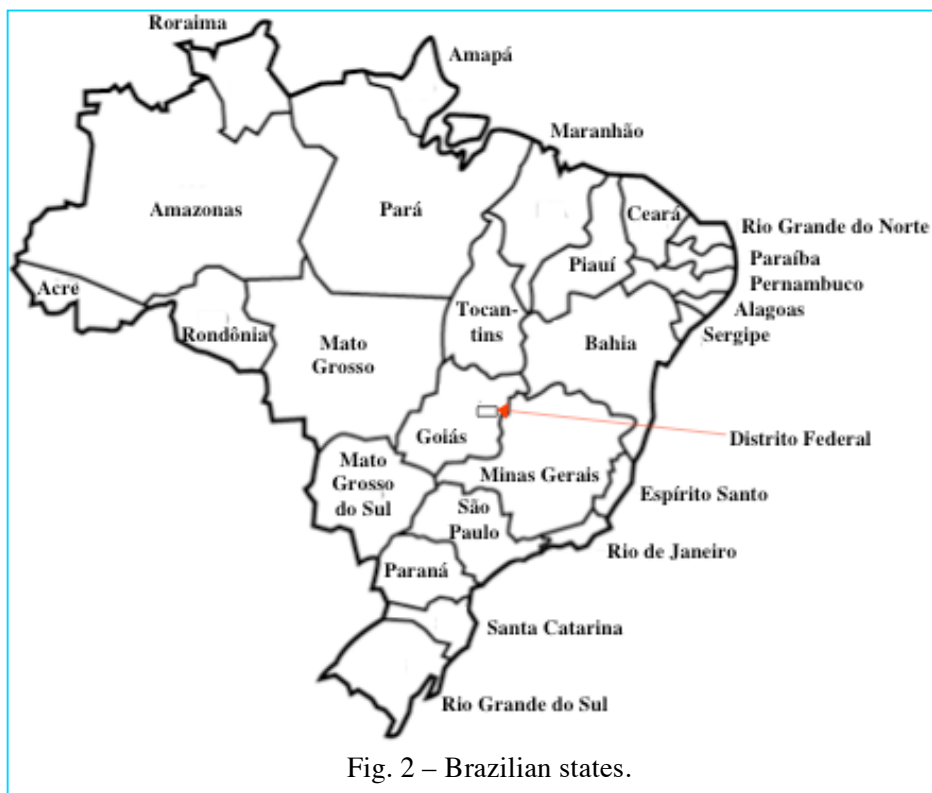 Roraima
Amapá
Maranhão
Amazonas
Pará
Ceará
Rio Grande do Norte
Paraíba
Piauí
Pernambuco
Acre
Alagoas
Rondônia
Tocan-
tins
Sergipe
Mato
Grosso
Bahia
Goiás
Distrito Federal
Mato
Grosso
do Sul
Minas Gerais
Espírito Santo
São
Paulo
Rio de Janeiro
Paraná
Santa Catarina
Rio Grande do Sul
Fig. 2 – Brazilian states.